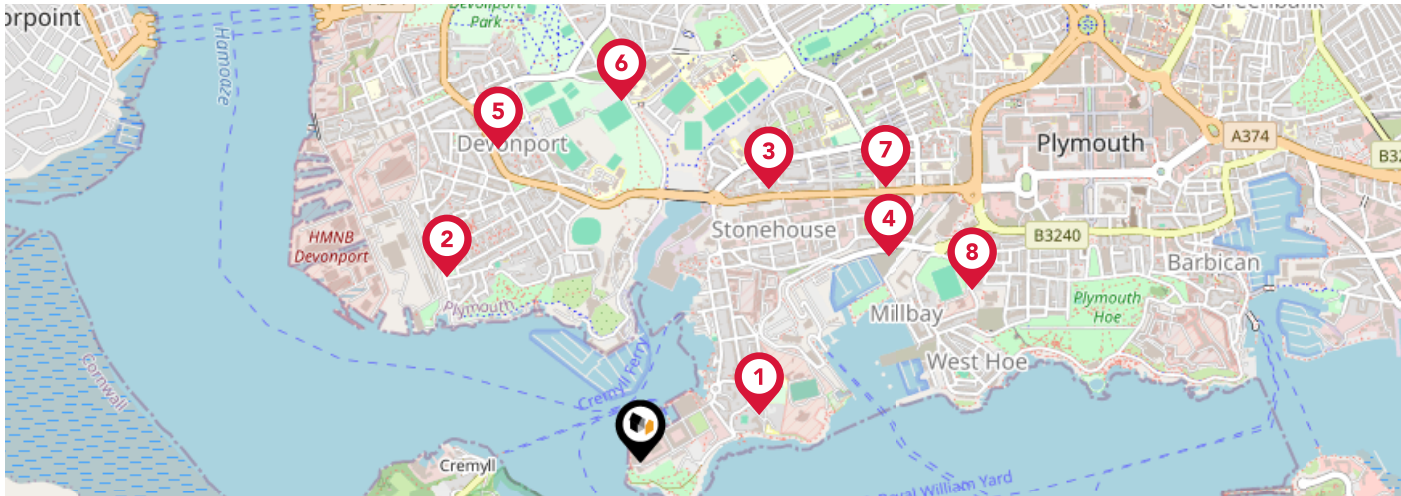 orpoint
Hamoaze
Devonport
Park
Greenbank
6
5
Devonport
3
7
Plymouth
A374
B32
HMNB
Devonport
2
Stonehouse
4
B3240
8
Barbican
Plymouth
Plymouth
Hoe
Millbay
West Hoe
Cornwall
Cremyll Ferry
1
Cremyll
Royal William Yard